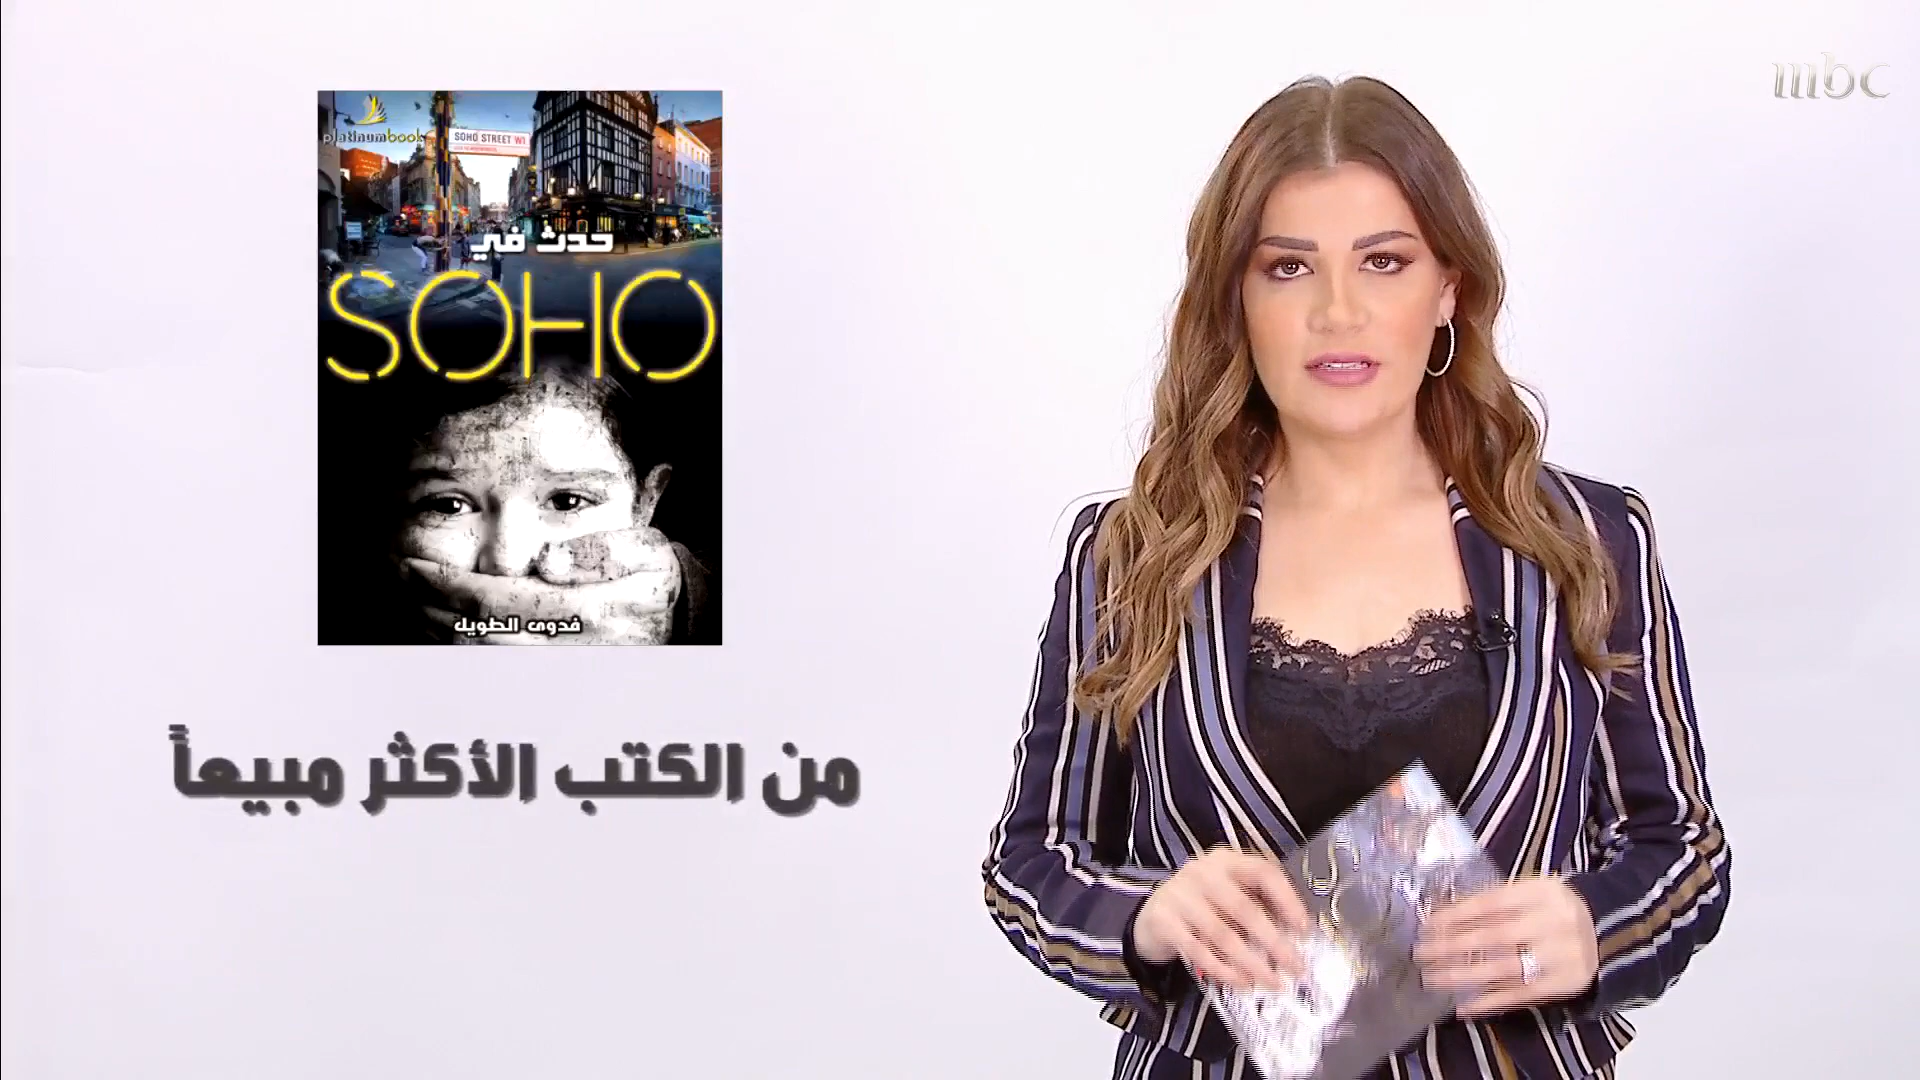 mbc
platinumbook
SOHO STREET W1
حدث في
SOHO
فدوى الطويل
من الكتب الأكثر مبيعاً